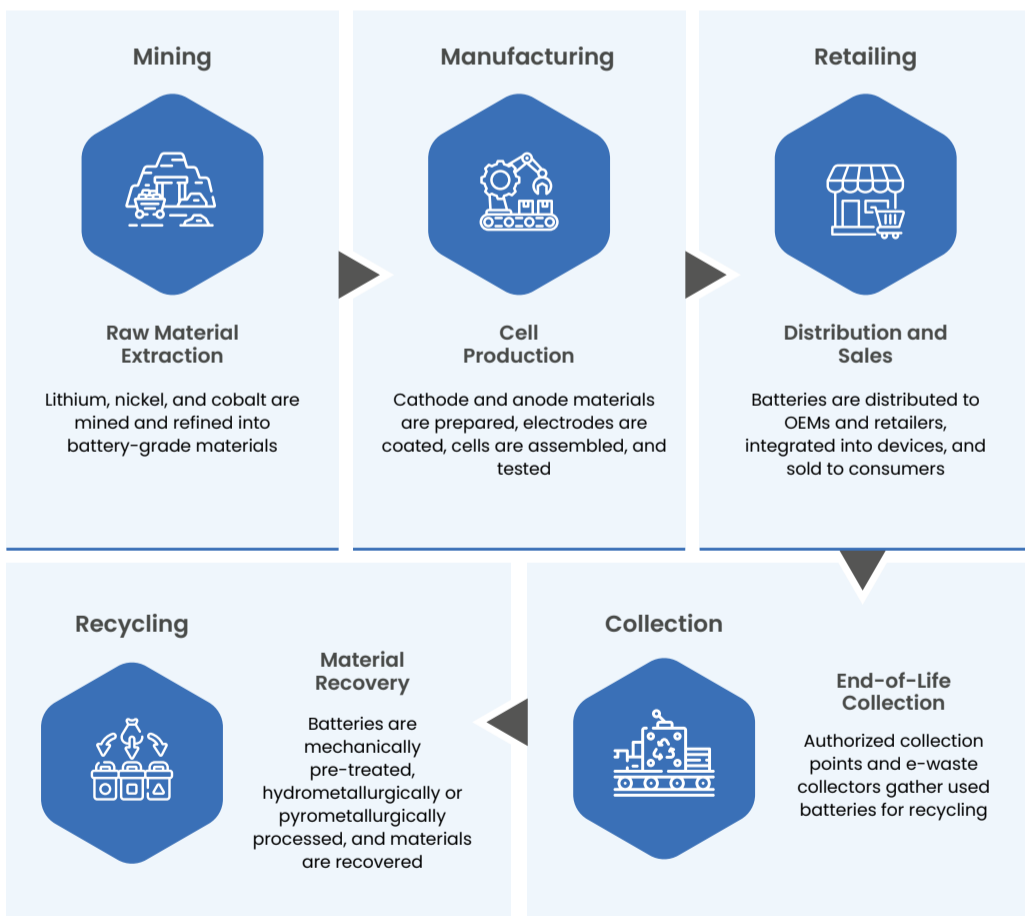 Mining
Raw Material
Extraction
Lithium, nickel, and cobalt are
mined and refined into
battery-grade materials
Manufacturing
Cell
Production
Cathode and anode materials
are prepared, electrodes are
coated, cells are assembled, and
tested
Retailing
Distribution and
Sales
Batteries are distributed to
OEMs and retailers,
integrated into devices, and
sold to consumers
Collection
End-of-Life
Collection
Authorized collection
points and e-waste
collectors gather used
batteries for recycling
Recycling
Material
Recovery
Batteries are
mechanically
pre-treated,
hydrometallurgically or
pyrometallurgically
processed, and materials
are recovered